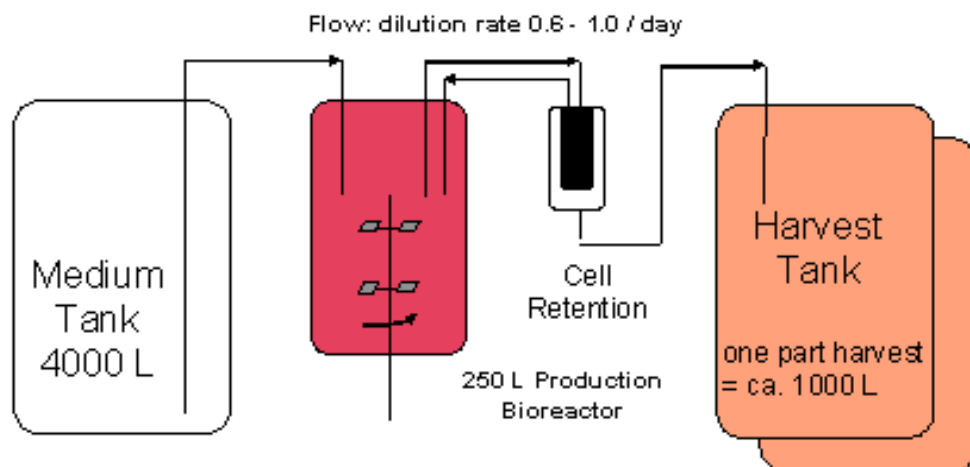 Flow: dilution rate 0.6 - 1.0 / day
Medium
Tank
4000 L
Cell
Retention
250 L Production
Bioreactor
Harvest
Tank
one part harvest
= ca. 1000 L